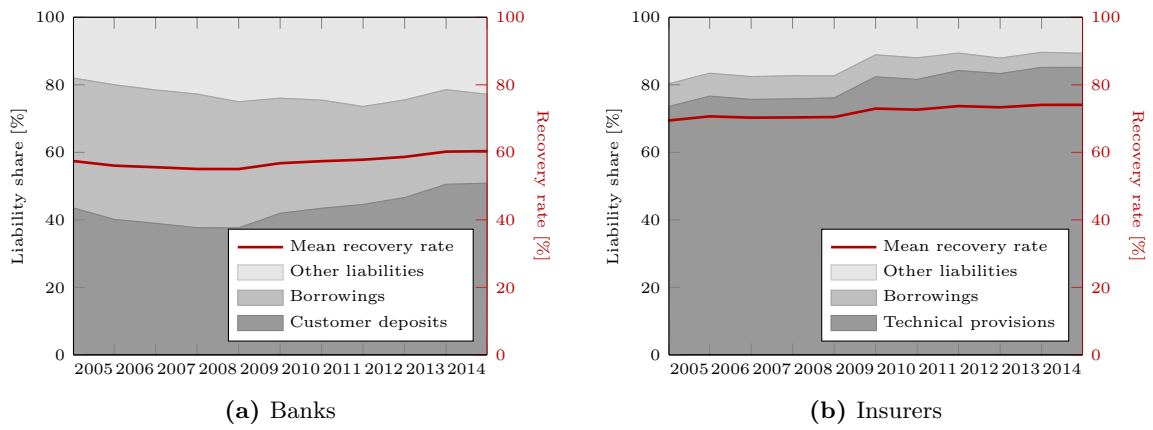 100
80
60
40
20
0
Liability share [%]
100
80
60
40
20
0
Recovery rate [%]
Mean recovery rate
Other liabilities
Borrowings
Customer deposits
2005 2006 2007 2008 2009 2010 2011 2012 2013 2014
(a) Banks
100
80
60
40
20
0
Liability share [%]
100
80
60
40
20
0
Recovery rate [%]
Mean recovery rate
Other liabilities
Borrowings
Technical provisions
2005 2006 2007 2008 2009 2010 2011 2012 2013 2014
(b) Insurers